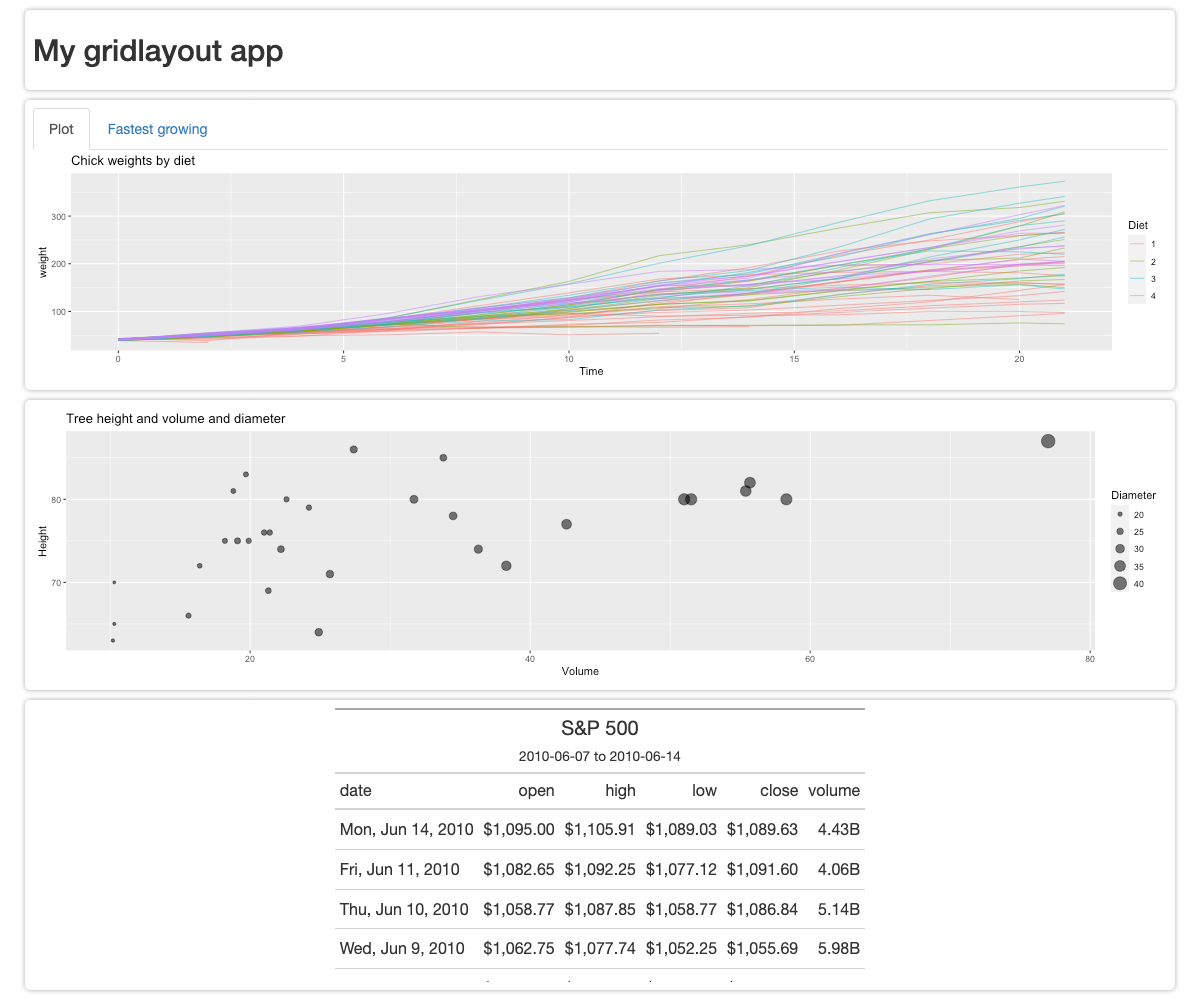 My gridlayout app
Plot Fastest growing
Chick weights by diet
300
200
100
weight
0 5 10 15 20
Time
Diet
1
2
3
4
Tree height and volume and diameter
80
70
Height
20 40 60 80
Volume
Diameter
20
25
30
35
40
S&P 500
2010-06-07 to 2010-06-14
date open high low close volume
Mon, Jun 14, 2010 $1,095.00 $1,105.91 $1,089.03 $1,089.63 4.43B
Fri, Jun 11, 2010 $1,082.65 $1,092.25 $1,077.12 $1,091.60 4.06B
Thu, Jun 10, 2010 $1,058.77 $1,087.85 $1,058.77 $1,086.84 5.14B
Wed, Jun 9, 2010 $1,062.75 $1,077.74 $1,052.25 $1,055.69 5.98B